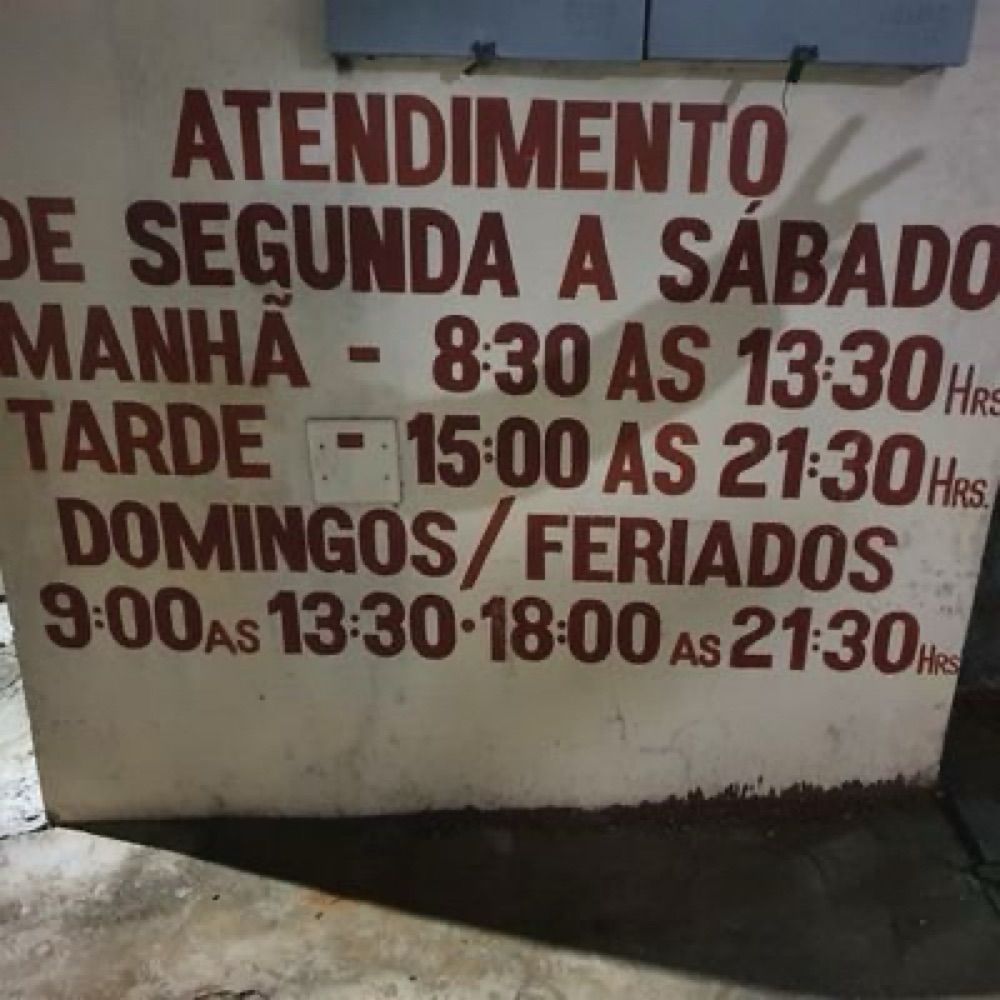 ATENDIMENTO
DE SEGUNDA A SÁBADO
MANHÃ - 8:30 AS 13:30 HRS
TARDE - 15:00 AS 21:30 HRS.
DOMINGOS/FERIADOS
9:00 AS 13:30 • 18:00 AS 21:30 HRS